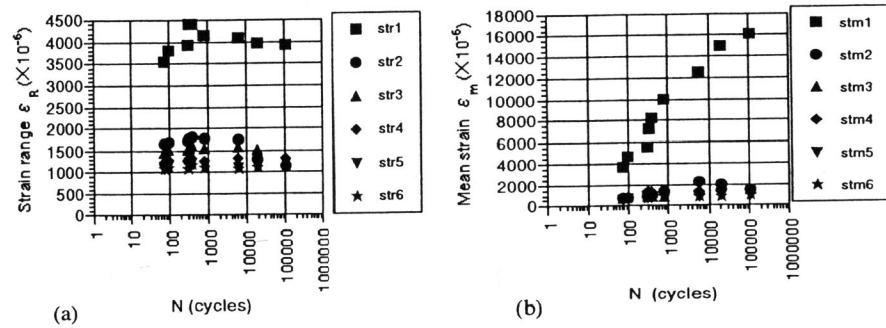 4500
4000
3500
3000
2500
2000
1500
1000
500
0
Strain range ε R (×10⁻⁶)
1
10
100
1000
10000
100000
1000000
N (cycles)
str1
str2
str3
str4
str5
str6
(a)
18000
16000
14000
12000
10000
8000
6000
4000
2000
0
Mean strain ε m (×10⁻⁶)
1
10
100
1000
10000
100000
1000000
N (cycles)
stm1
stm2
stm3
stm4
stm5
stm6
(b)